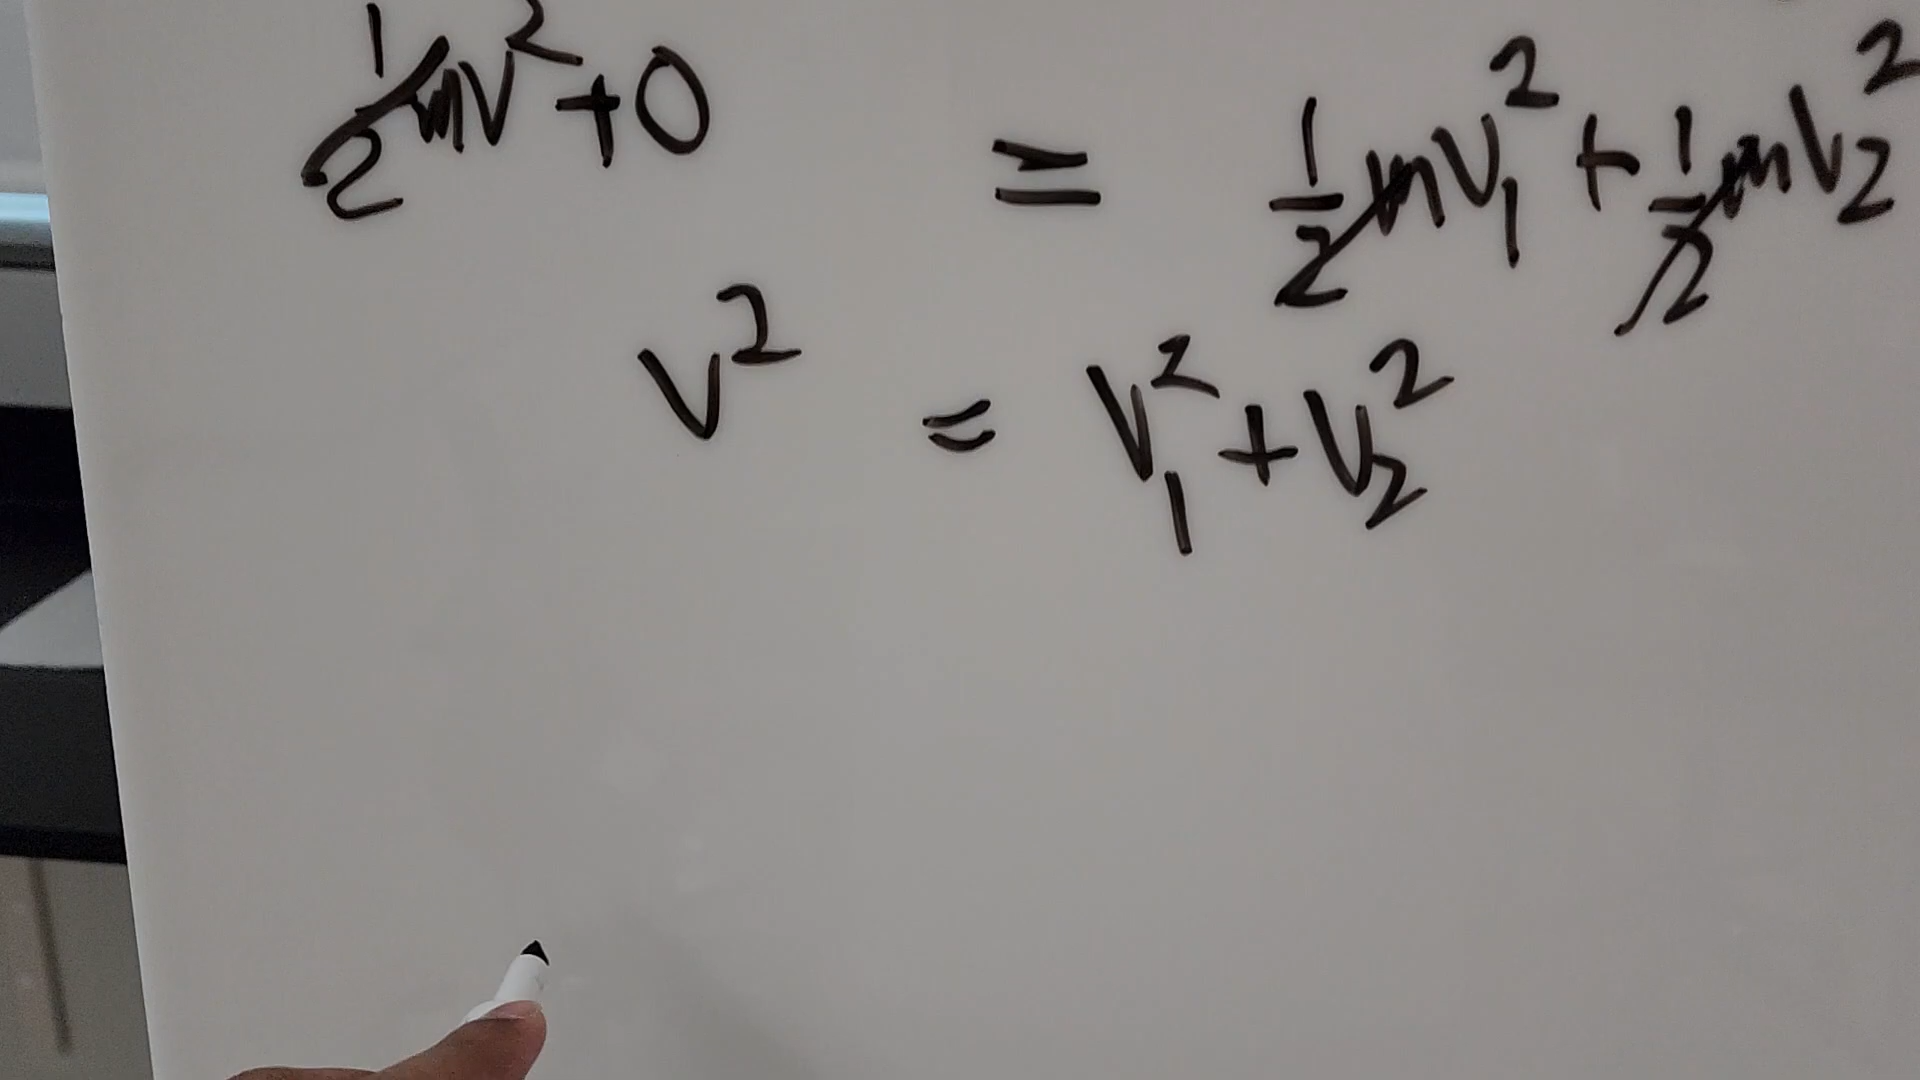 ½mv²+0 = ½mv₁²+½mv₂²
v² = v₁²+v₂²